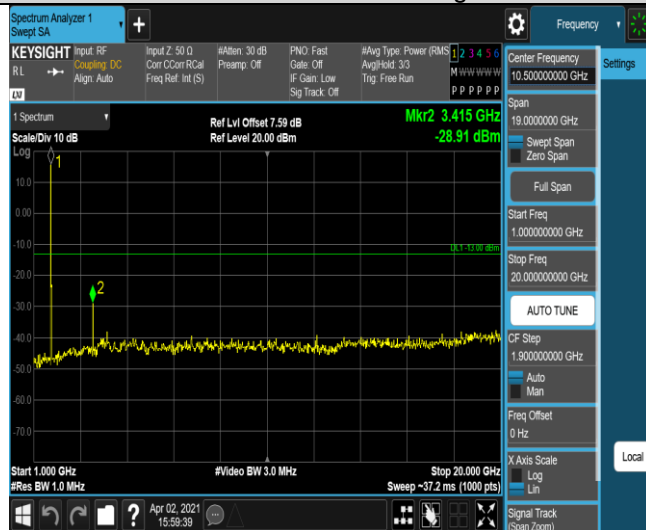 Spectrum Analyzer 1
Swept SA
Frequency
KEYSIGHT
Input: RF
Input Z: 50 Ω
#Atten: 30 dB
PNO: Fast
#Avg Type: Power (RMS
1 2 3 4 5 6
RL
Coupling: DC
Corr CCorr RCal
Preamp: Off
Gate: Off
Avg|Hold: 3/3
M W W W W W
Align: Auto
Freq Ref: Int (S)
IF Gain: Low
Trig: Free Run
Sig Track: Off
P P P P P P
LXI
1 Spectrum
Ref Lvl Offset 7.59 dB
Mkr2 3.415 GHz
Scale/Div 10 dB
Ref Level 20.00 dBm
-28.91 dBm
Log
1
10.0
0.00
-10.0
DL1 -13.00 dBm
-20.0
2
-30.0
-40.0
-50.0
-60.0
-70.0
Start 1.000 GHz
#Video BW 3.0 MHz
Stop 20.000 GHz
#Res BW 1.0 MHz
Sweep ~37.2 ms (1000 pts)
Apr 02, 2021
15:59:39
Center Frequency
10.500000000 GHz
Settings
Span
19.0000000 GHz
Swept Span
Zero Span
Full Span
Start Freq
1.000000000 GHz
Stop Freq
20.000000000 GHz
AUTO TUNE
CF Step
1.900000000 GHz
Auto
Man
Freq Offset
0 Hz
X Axis Scale
Local
Log
Lin
Signal Track
(Span Zoom)